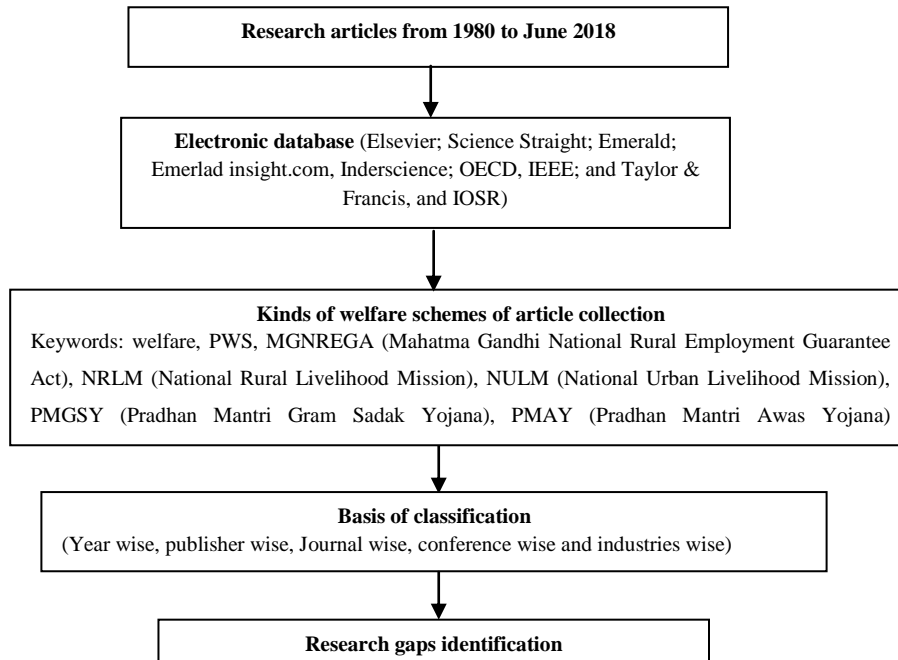 Research articles from 1980 to June 2018
Electronic database (Elsevier; Science Straight; Emerald;
Emerlad insight.com, Inderscience; OECD, IEEE; and Taylor &
Francis, and IOSR)
Kinds of welfare schemes of article collection
Keywords: welfare, PWS, MGNREGA (Mahatma Gandhi National Rural Employment Guarantee
Act), NRLM (National Rural Livelihood Mission), NULM (National Urban Livelihood Mission),
PMGSY (Pradhan Mantri Gram Sadak Yojana), PMAY (Pradhan Mantri Awas Yojana)
Basis of classification
(Year wise, publisher wise, Journal wise, conference wise and industries wise)
Research gaps identification